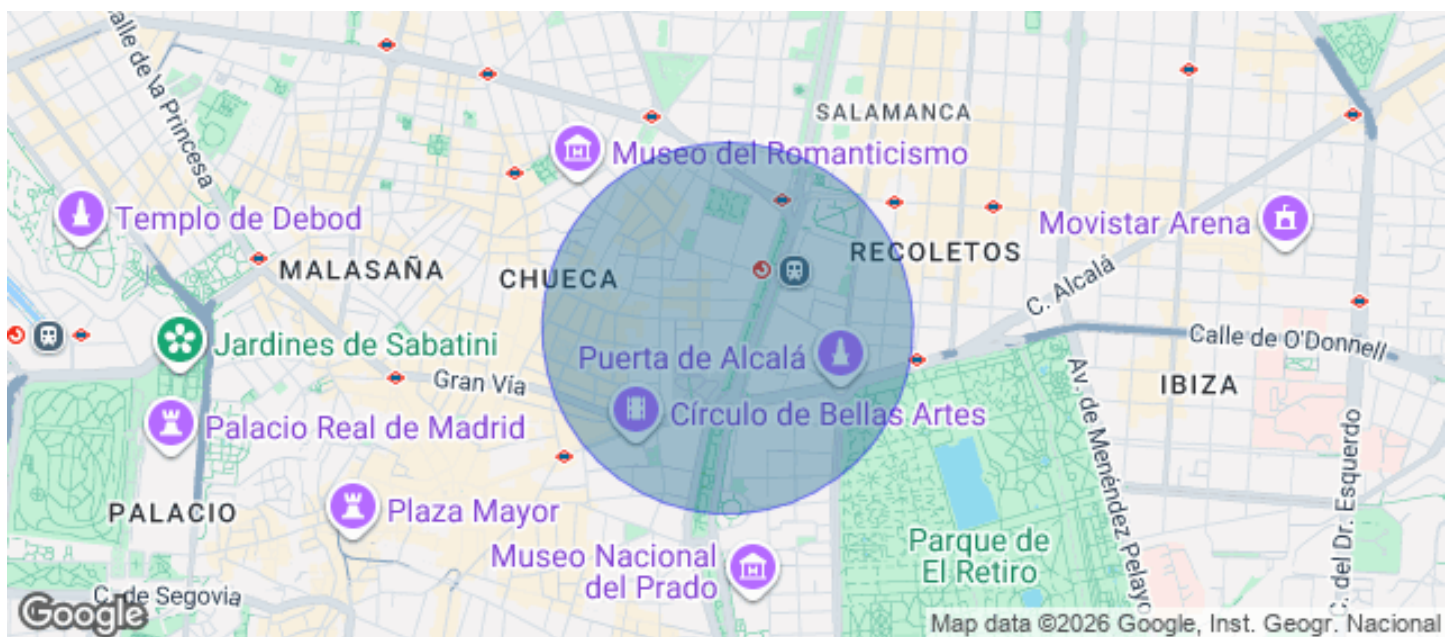 Calle de la Princesa
SALAMANCA
Museo del Romanticismo
Templo de Debod
Movistar Arena
RECOLETOS
MALASAÑA
CHUECA
C. Alcalá
Jardines de Sabatini
Puerta de Alcalá
Calle de O'Donnell
Gran Vía
IBIZA
Círculo de Bellas Artes
Palacio Real de Madrid
Av. de Menéndez Pelayo
C. del Dr. Esquerdo
PALACIO
Plaza Mayor
Museo Nacional
del Prado
Parque de
El Retiro
C. de Segovia
Google
Map data ©2026 Google, Inst. Geogr. Nacional